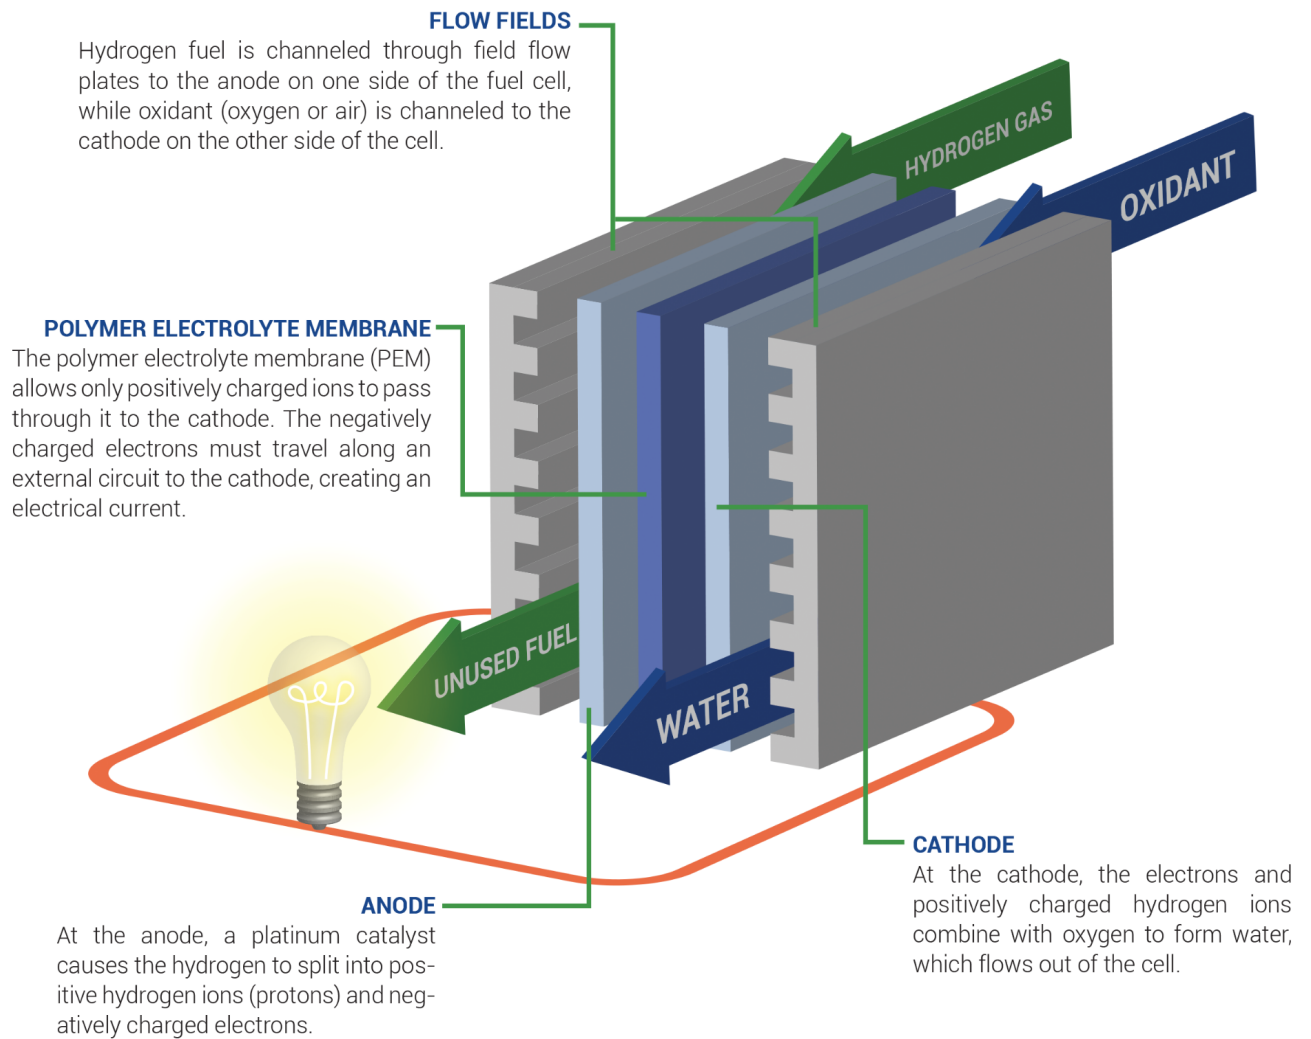 FLOW FIELDS
Hydrogen fuel is channeled through field flow
plates to the anode on one side of the fuel cell,
while oxidant (oxygen or air) is channeled to the
cathode on the other side of the cell.
HYDROGEN GAS
OXIDANT
POLYMER ELECTROLYTE MEMBRANE
The polymer electrolyte membrane (PEM)
allows only positively charged ions to pass
through it to the cathode. The negatively
charged electrons must travel along an
external circuit to the cathode, creating an
electrical current.
UNUSED FUEL
WATER
CATHODE
At the cathode, the electrons and
positively charged hydrogen ions
combine with oxygen to form water,
which flows out of the cell.
ANODE
At the anode, a platinum catalyst
causes the hydrogen to split into pos-
itive hydrogen ions (protons) and neg-
atively charged electrons.